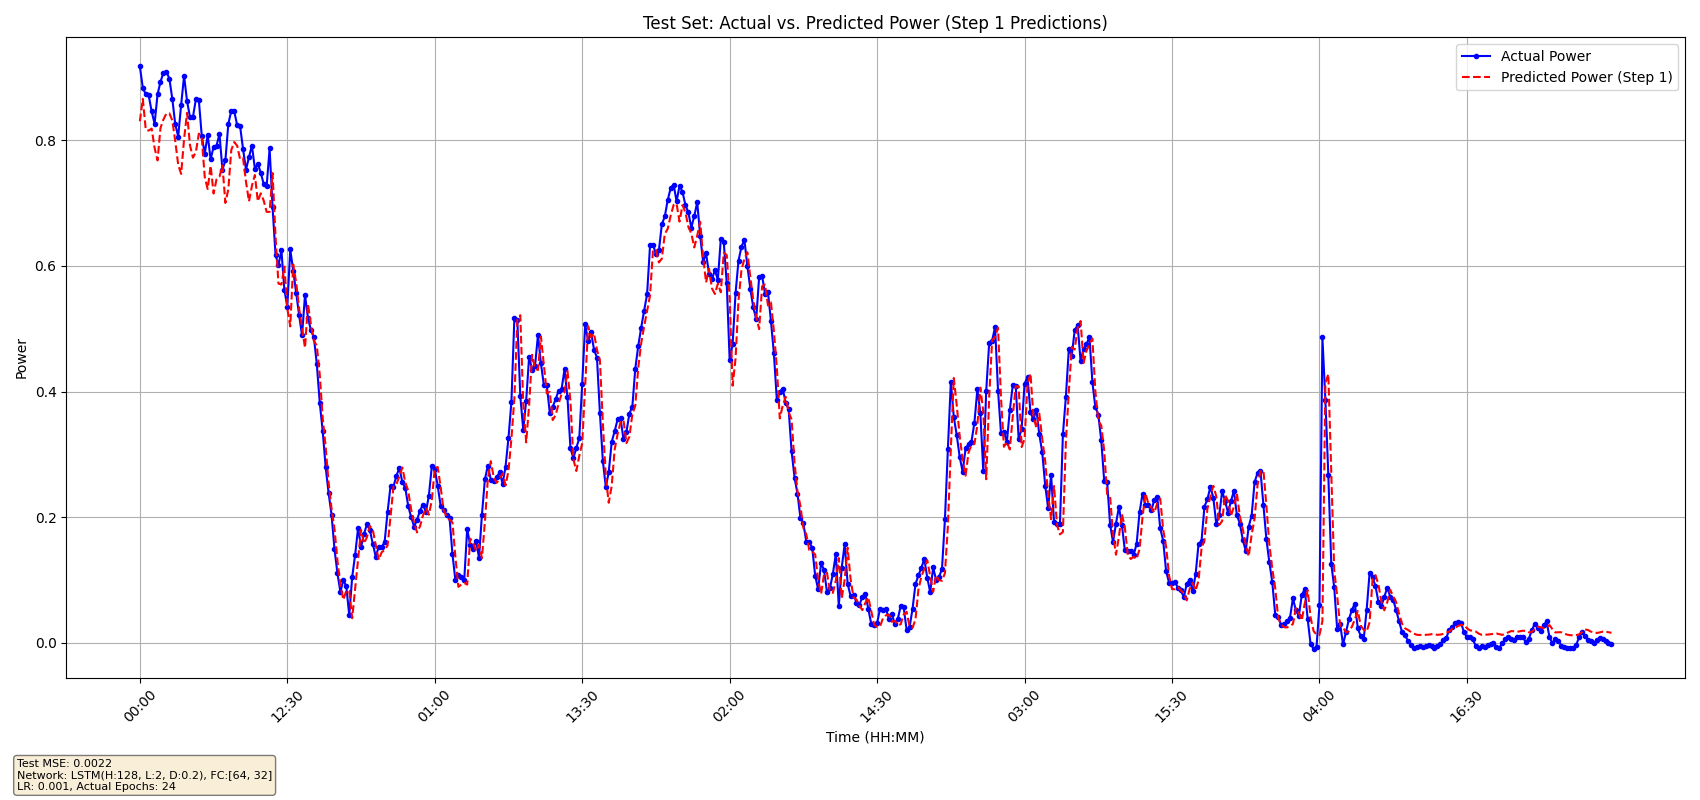 Test Set: Actual vs. Predicted Power (Step 1 Predictions)
Actual Power
Predicted Power (Step 1)
Power
0.8
0.6
0.4
0.2
0.0
00:00
12:30
01:00
13:30
02:00
14:30
03:00
15:30
04:00
16:30
Time (HH:MM)
Test MSE: 0.0022
Network: LSTM(H:128, L:2, D:0.2), FC:[64, 32]
LR: 0.001, Actual Epochs: 24